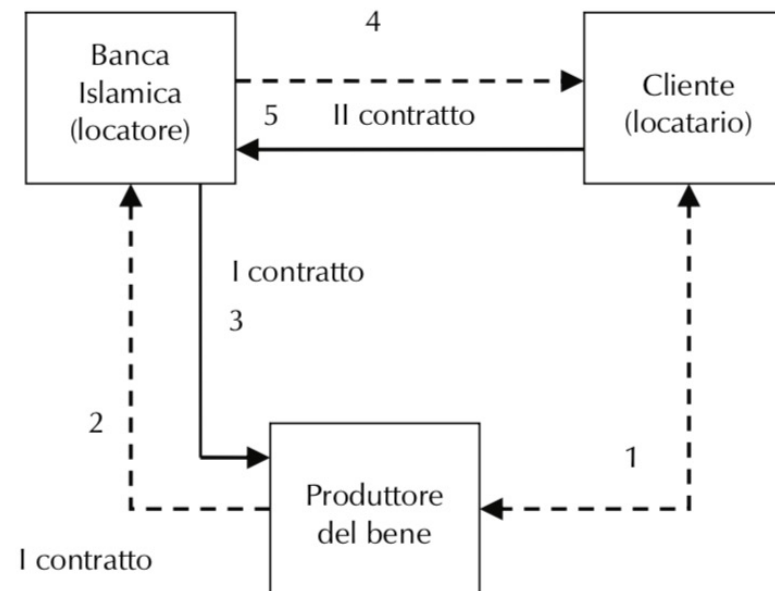 4
Banca
Islamica
(locatore)
Cliente
(locatario)
5
II contratto
I contratto
3
2
1
Produttore
del bene
I contratto